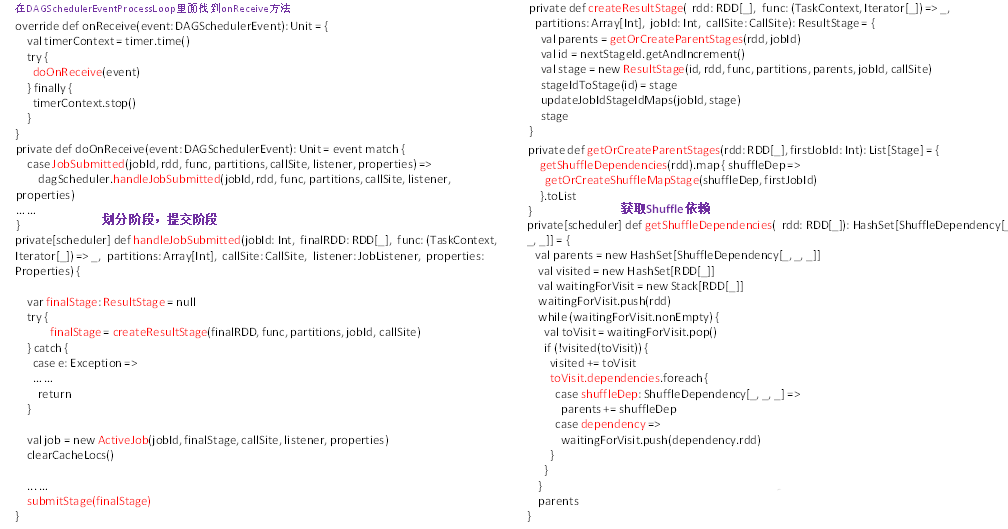 在DAGSchedulerEventProcessLoop里面找到onReceive方法
override def onReceive(event: DAGSchedulerEvent): Unit = {
val timerContext = timer.time()
try {
doOnReceive(event)
} finally {
timerContext.stop()
}
}
private def doOnReceive(event: DAGSchedulerEvent): Unit = event match {
case JobSubmitted(jobId, rdd, func, partitions, callSite, listener, properties) =>
dagScheduler.handleJobSubmitted(jobId, rdd, func, partitions, callSite, listener,
properties)
... ...
}
划分阶段，提交阶段
private[scheduler] def handleJobSubmitted(jobId: Int, finalRDD: RDD[_], func: (TaskContext,
Iterator[_]) => _, partitions: Array[Int], callSite: CallSite, listener: JobListener, properties:
Properties) {
var finalStage: ResultStage = null
try {
finalStage = createResultStage(finalRDD, func, partitions, jobId, callSite)
} catch {
case e: Exception =>
... ...
return
}
val job = new ActiveJob(jobId, finalStage, callSite, listener, properties)
clearCacheLocs()
... ...
submitStage(finalStage)
}
private def createResultStage( rdd: RDD[_], func: (TaskContext, Iterator[_]) => _,
partitions: Array[Int], jobId: Int, callSite: CallSite): ResultStage = {
val parents = getOrCreateParentStages(rdd, jobId)
val id = nextStageId.getAndIncrement()
val stage = new ResultStage(id, rdd, func, partitions, parents, jobId, callSite)
stageIdToStage(id) = stage
updateJobIdStageIdMaps(jobId, stage)
stage
}
private def getOrCreateParentStages(rdd: RDD[_], firstJobId: Int): List[Stage] = {
getShuffleDependencies(rdd).map { shuffleDep =>
getOrCreateShuffleMapStage(shuffleDep, firstJobId)
}.toList
}
获取Shuffle依赖
private[scheduler] def getShuffleDependencies( rdd: RDD[_]): HashSet[ShuffleDependency[_
_, _]] = {
val parents = new HashSet[ShuffleDependency[_, _, _]]
val visited = new HashSet[RDD[_]]
val waitingForVisit = new Stack[RDD[_]]
waitingForVisit.push(rdd)
while (waitingForVisit.nonEmpty) {
val toVisit = waitingForVisit.pop()
if (!visited(toVisit)) {
visited += toVisit
toVisit.dependencies.foreach {
case shuffleDep: ShuffleDependency[_, _, _] =>
parents += shuffleDep
case dependency =>
waitingForVisit.push(dependency.rdd)
}
}
}
parents
}